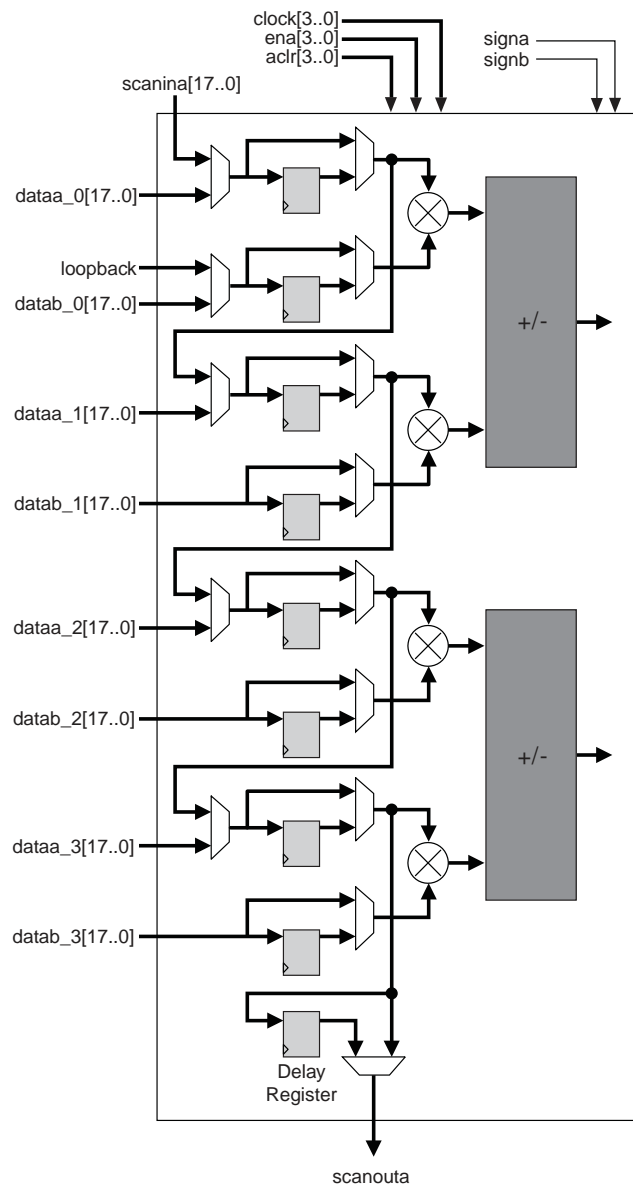 clock[3..0]
ena[3..0]
aclr[3..0]
signa
signb
scanina[17..0]
dataa_0[17..0]
loopback
datab_0[17..0]
+/-
dataa_1[17..0]
datab_1[17..0]
dataa_2[17..0]
datab_2[17..0]
+/-
dataa_3[17..0]
datab_3[17..0]
Delay
Register
scanouta